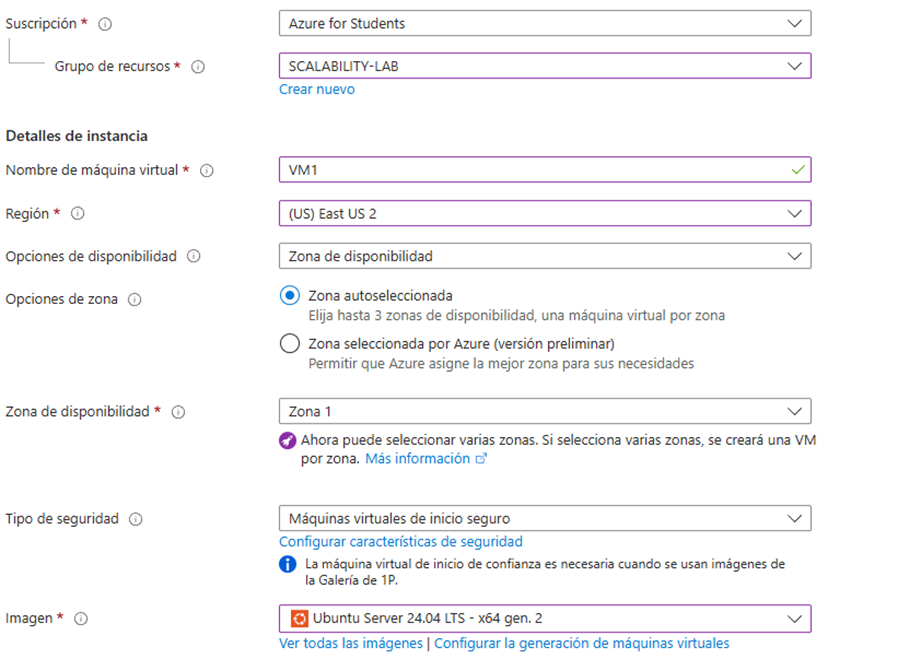 Suscripción * Azure for Students
Grupo de recursos * SCALABILITY-LAB
Crear nuevo
Detalles de instancia
Nombre de máquina virtual * VM1
Región * (US) East US 2
Opciones de disponibilidad Zona de disponibilidad
Opciones de zona Zona autoseleccionada
Elija hasta 3 zonas de disponibilidad, una máquina virtual por zona
Zona seleccionada por Azure (versión preliminar)
Permitir que Azure asigne la mejor zona para sus necesidades
Zona de disponibilidad * Zona 1
Ahora puede seleccionar varias zonas. Si selecciona varias zonas, se creará una VM
por zona. Más información
Tipo de seguridad Máquinas virtuales de inicio seguro
Configurar características de seguridad
La máquina virtual de inicio de confianza es necesaria cuando se usan imágenes de
la Galería de 1P.
Imagen * Ubuntu Server 24.04 LTS - x64 gen. 2
Ver todas las imágenes | Configurar la generación de máquinas virtuales